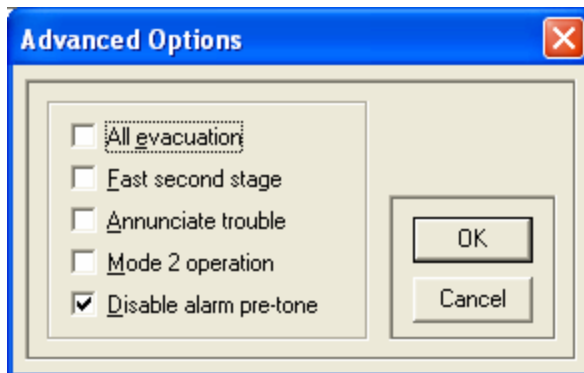 Advanced Options
All evacuation
Fast second stage
Annunciate trouble
Mode 2 operation
Disable alarm pre-tone
OK
Cancel